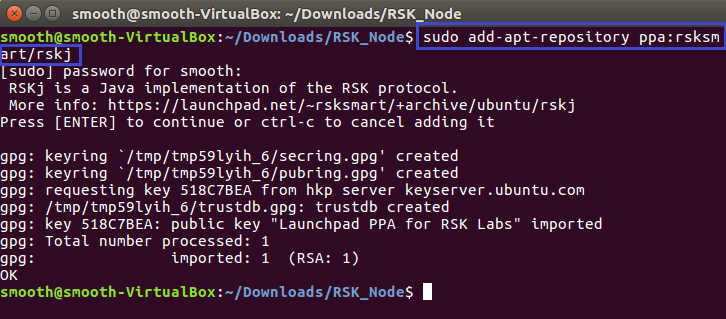 smooth@smooth-VirtualBox: ~/Downloads/RSK_Node
smooth@smooth-VirtualBox:~/Downloads/RSK_Node$ sudo add-apt-repository ppa:rsksm
art/rskj
[sudo] password for smooth:
 RSKj is a Java implementation of the RSK protocol.
 More info: https://launchpad.net/~rsksmart/+archive/ubuntu/rskj
Press [ENTER] to continue or ctrl-c to cancel adding it

gpg: keyring `/tmp/tmp59lyih_6/secring.gpg' created
gpg: keyring `/tmp/tmp59lyih_6/pubring.gpg' created
gpg: requesting key 518C7BEA from hkp server keyserver.ubuntu.com
gpg: /tmp/tmp59lyih_6/trustdb.gpg: trustdb created
gpg: key 518C7BEA: public key "Launchpad PPA for RSK Labs" imported
gpg: Total number processed: 1
gpg:               imported: 1  (RSA: 1)
OK
smooth@smooth-VirtualBox:~/Downloads/RSK_Node$